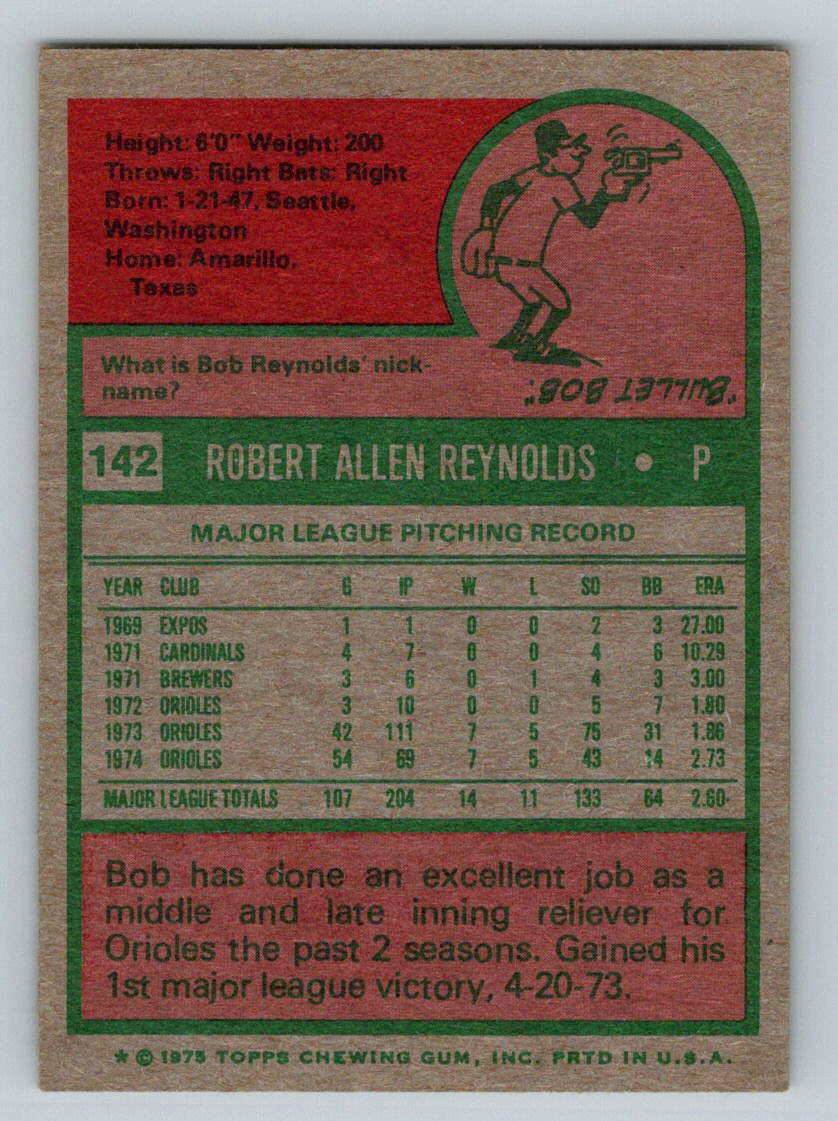 Height: 6'0" Weight: 200
Throws: Right Bats: Right
Born: 1-21-47, Seattle,
Washington
Home: Amarillo,
Texas
What is Bob Reynolds' nick-
name?
"BULLET BOB."
142 ROBERT ALLEN REYNOLDS • P
MAJOR LEAGUE PITCHING RECORD
YEAR CLUB G IP W L SO BB ERA
1969 EXPOS 1 1 0 0 2 3 27.00
1971 CARDINALS 4 7 0 0 4 6 10.29
1971 BREWERS 3 6 0 1 4 3 3.00
1972 ORIOLES 3 10 0 0 5 7 1.80
1973 ORIOLES 42 111 7 5 75 31 1.86
1974 ORIOLES 54 69 7 5 43 14 2.73
MAJOR LEAGUE TOTALS 107 204 14 11 133 64 2.60
Bob has done an excellent job as a
middle and late inning reliever for
Orioles the past 2 seasons. Gained his
1st major league victory, 4-20-73.
* © 1975 TOPPS CHEWING GUM, INC. PRTD IN U.S.A.